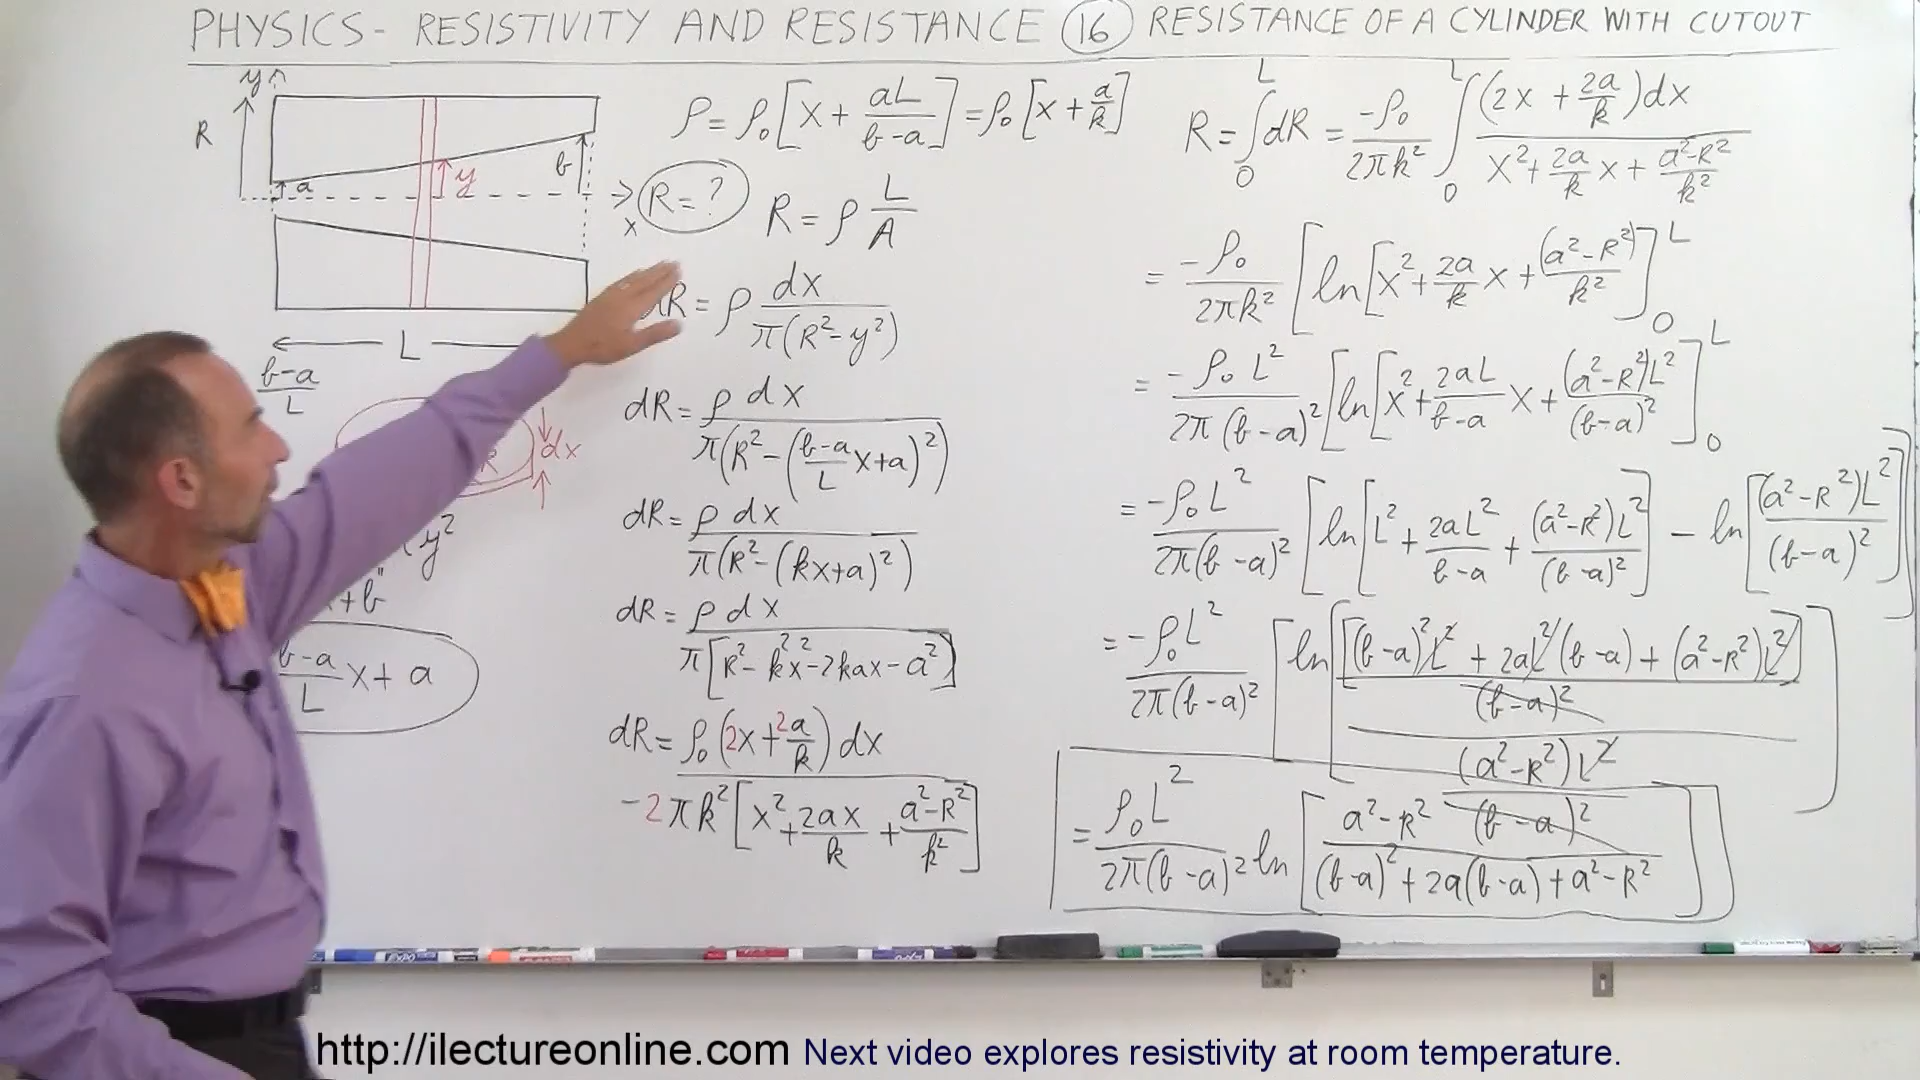 PHYSICS - RESISTIVITY AND RESISTANCE 16 RESISTANCE OF A CYLINDER WITH CUTOUT
y
R
a
y
b
x
L
b-a/L
dx
y²
x+b"
b-a/L x + a
ρ = ρ₀[x + aL/(b-a)] = ρ₀[x + a/k]
R = ?
R = ρ L/A
dR = ρ dx/π(R²-y²)
dR = ρ dx/π(R²-((b-a)/L x+a)²)
dR = ρ dx/π(R²-(kx+a)²)
dR = ρ dx/π[R²-k²x²-2kax-a²]
dR = ρ₀(2x+2a/k)dx/-2πk²[x²+2ax/k+(a²-R²)/k²]
R = ∫₀ᴸ dR = -ρ₀/2πk² ∫₀ᴸ (2x + 2a/k)dx/(x²+2a/k x+(a²-R²)/k²)
= -ρ₀/2πk² [ln[x²+2a/k x+(a²-R²)/k²]]₀ᴸ
= -ρ₀L²/2π(b-a)² [ln[x²+2aL/(b-a) x+(a²-R²)L²/(b-a)²]]₀ᴸ
= -ρ₀L²/2π(b-a)² [ln[L²+2aL²/(b-a)+(a²-R²)L²/(b-a)²] - ln[(a²-R²)L²/(b-a)²]]
= -ρ₀L²/2π(b-a)² [ln[[(b-a)²L² + 2aL²(b-a)+(a²-R²)L²]/(b-a)² / (a²-R²)L²/(b-a)²]]
= ρ₀L²/2π(b-a)² ln[a²-R²/(b-a)²+2a(b-a)+a²-R²]
http://ilectureonline.com Next video explores resistivity at room temperature.